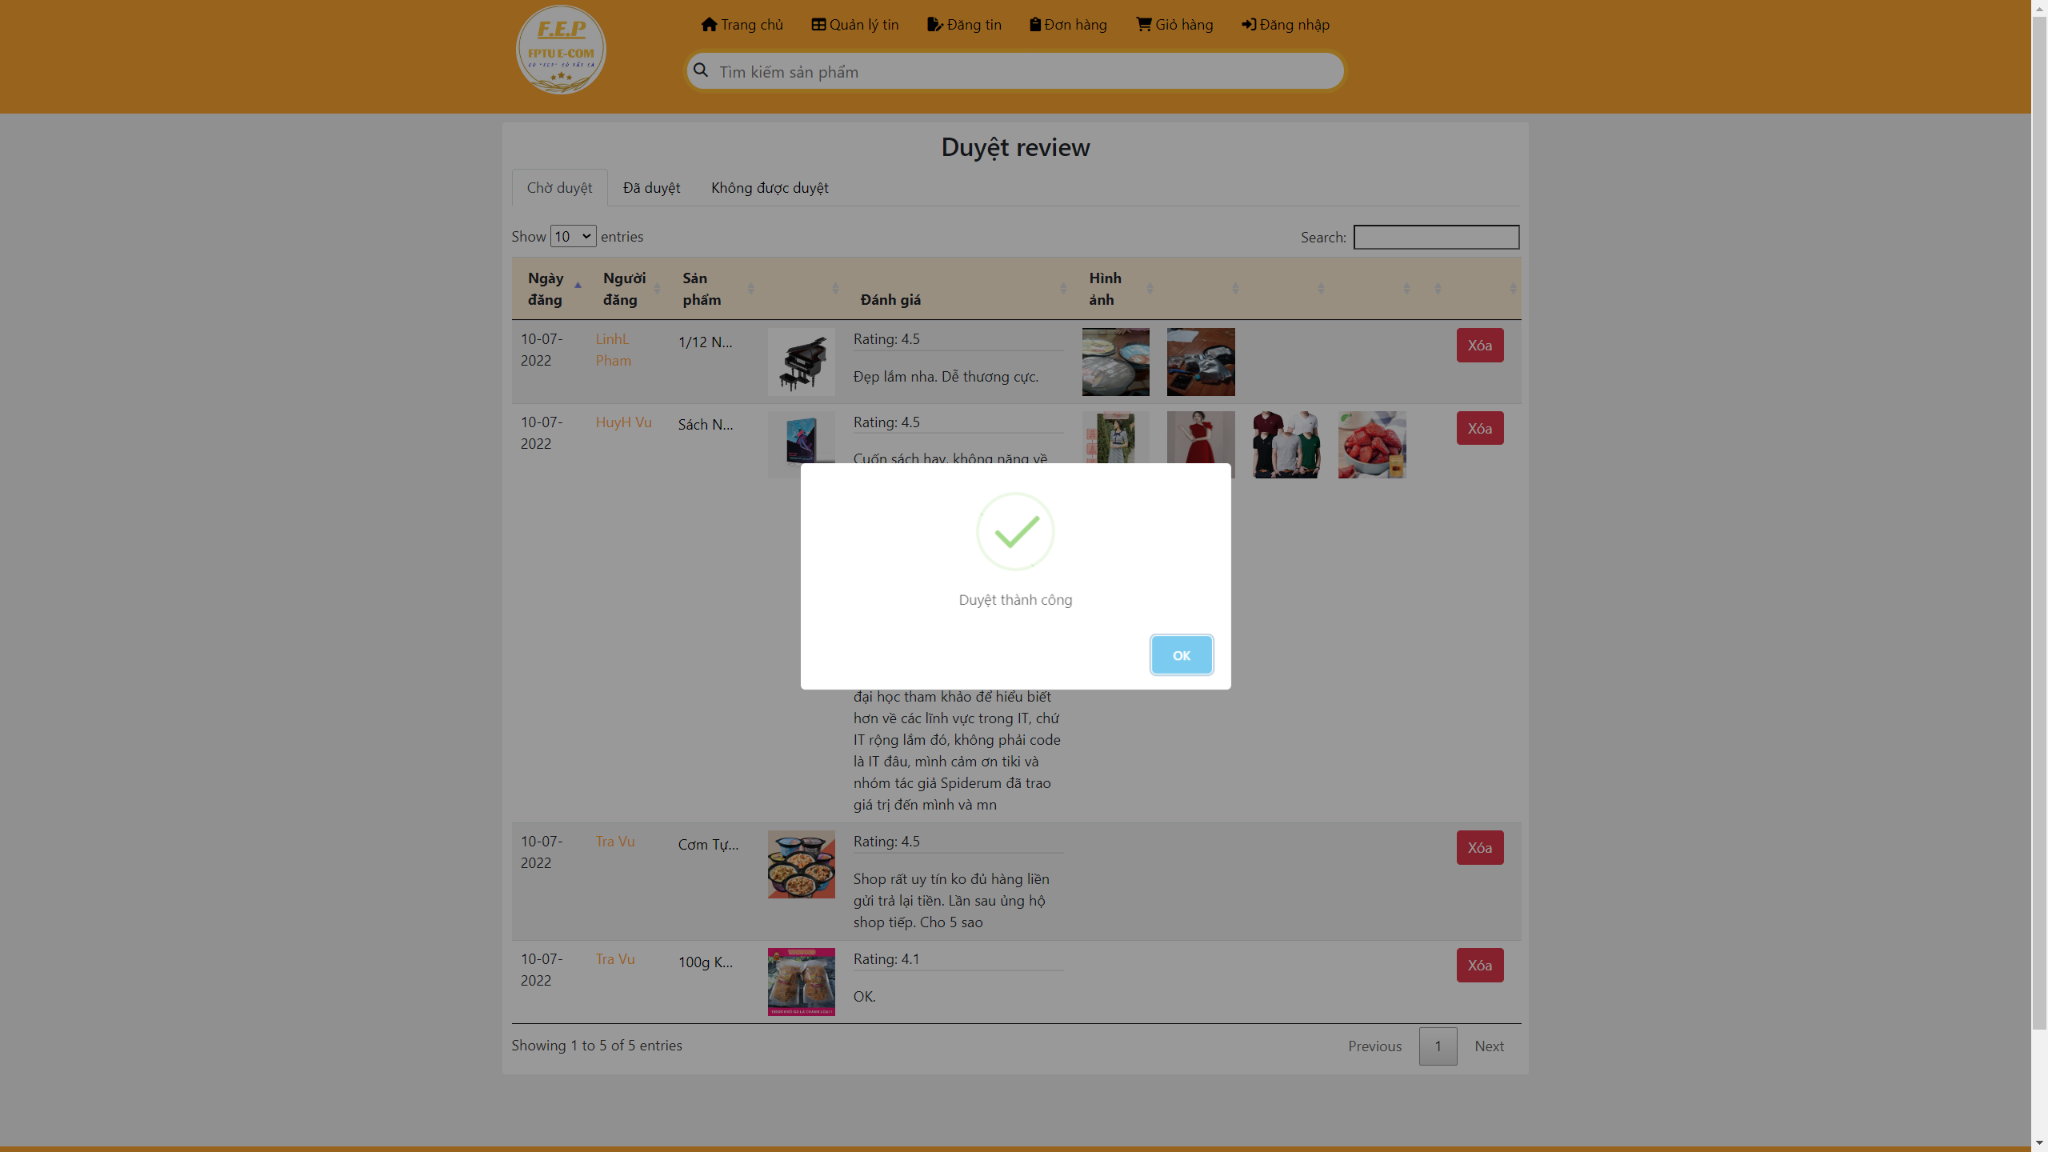 F.E.P
FPTU E-COM
Trang chủ
Quản lý tin
Đăng tin
Đơn hàng
Giỏ hàng
Đăng nhập
Tìm kiếm sản phẩm
Duyệt review
Chờ duyệt
Đã duyệt
Không được duyệt
Show 10 entries
Search:
Ngày đăng
Người đăng
Sản phẩm
Đánh giá
Hình ảnh
10-07-2022
LinhL Pham
1/12 N...
Rating: 4.5
Đẹp lắm nha. Dễ thương cực.
Xóa
10-07-2022
HuyH Vu
Sách N...
Rating: 4.5
Cuốn sách hay, không nặng về
đại học tham khảo để hiểu biết
hơn về các lĩnh vực trong IT, chứ
IT rộng lắm đó, không phải code
là IT đâu, mình cảm ơn tiki và
nhóm tác giả Spiderum đã trao
giá trị đến mình và mn
Xóa
Duyệt thành công
OK
10-07-2022
Tra Vu
Cơm Tự...
Rating: 4.5
Shop rất uy tín ko đủ hàng liền
gửi trả lại tiền. Lần sau ủng hộ
shop tiếp. Cho 5 sao
Xóa
10-07-2022
Tra Vu
100g K...
Rating: 4.1
OK.
Xóa
Showing 1 to 5 of 5 entries
Previous
1
Next